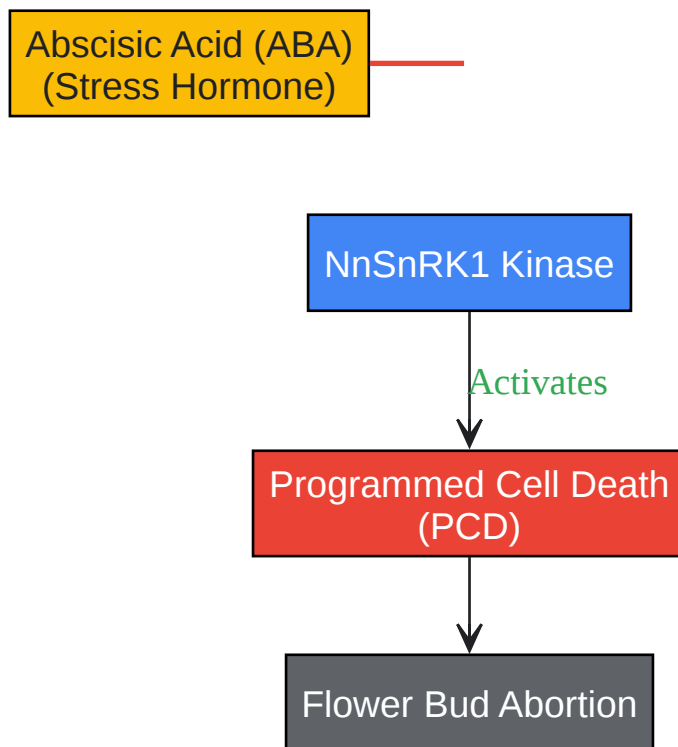 Abscisic Acid (ABA)
(Stress Hormone)
NnSnRK1 Kinase
Activates
Programmed Cell Death
(PCD)
Flower Bud Abortion